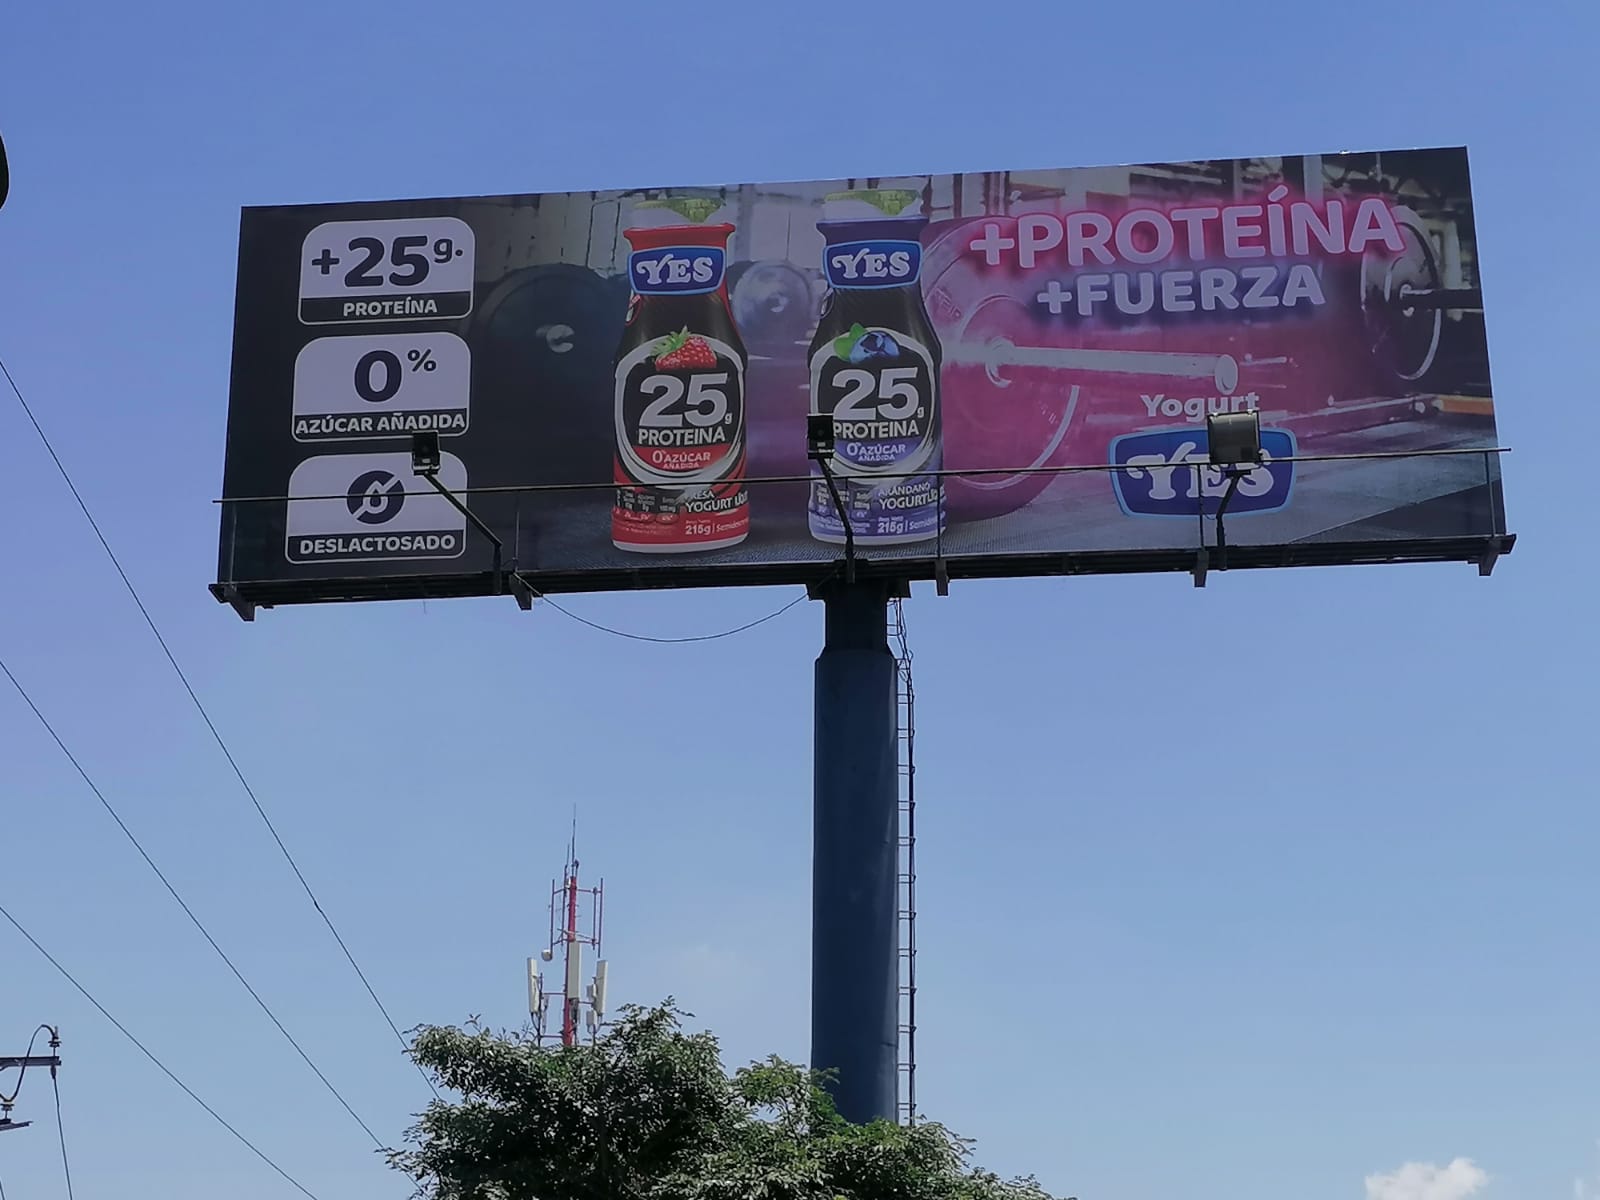 +25g.
PROTEÍNA
0%
AZÚCAR AÑADIDA
DESLACTOSADO
YES
25g
PROTEINA
0% AZÚCAR
AÑADIDA
YOGURT
215g
YES
25g
PROTEINA
0% AZÚCAR
AÑADIDA
ARÁNDANO
YOGURT
215g
+PROTEÍNA
+FUERZA
Yogurt
YES